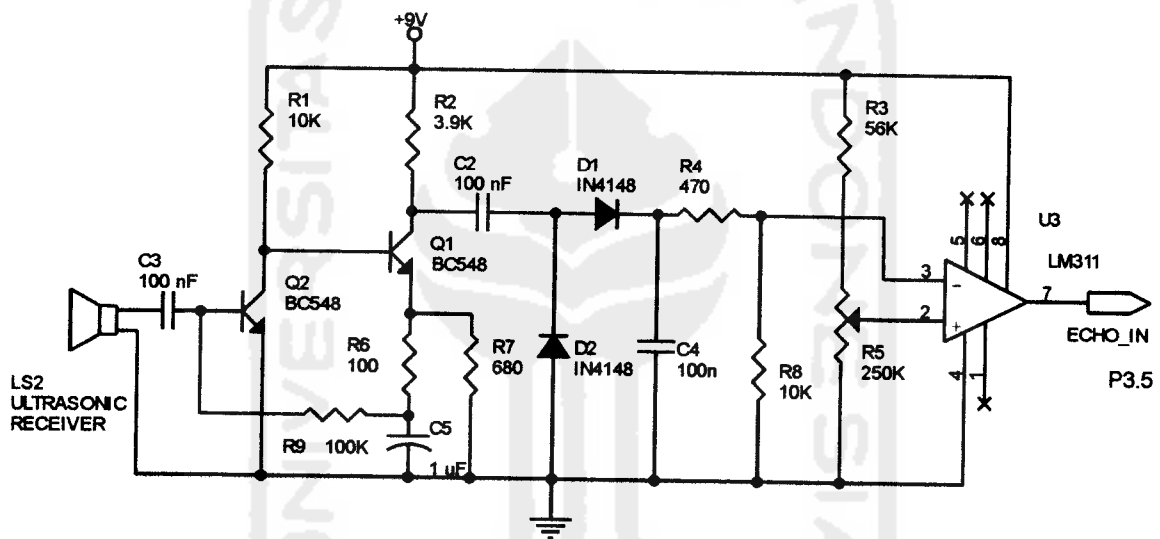 +9V
R1
10K
R2
3.9K
R3
56K
C2
100 nF
D1
IN4148
R4
470
U3
LM311
5
6
8
3
-
2
+
7
4
1
ECHO_IN
P3.5
Q1
BC548
C3
100 nF
Q2
BC548
LS2
ULTRASONIC
RECEIVER
R6
100
R7
680
D2
IN4148
C4
100n
R8
10K
R5
250K
R9 100K
C5
1 uF
UNIVERSITAS
INDONESIA